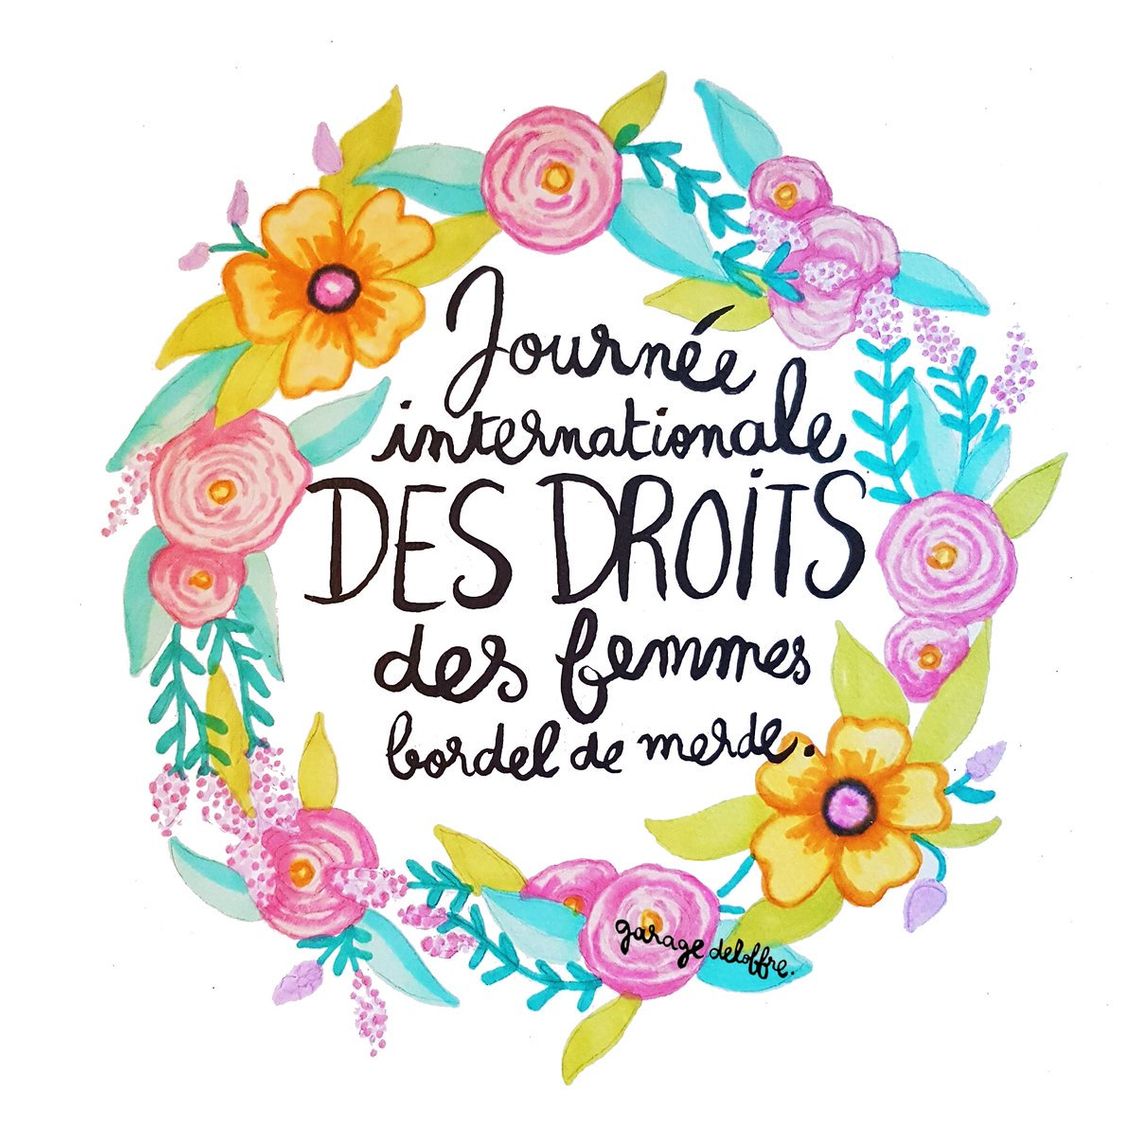 Journée
internationale
DES DROITS
des femmes
bordel de merde.
garage deloffre.